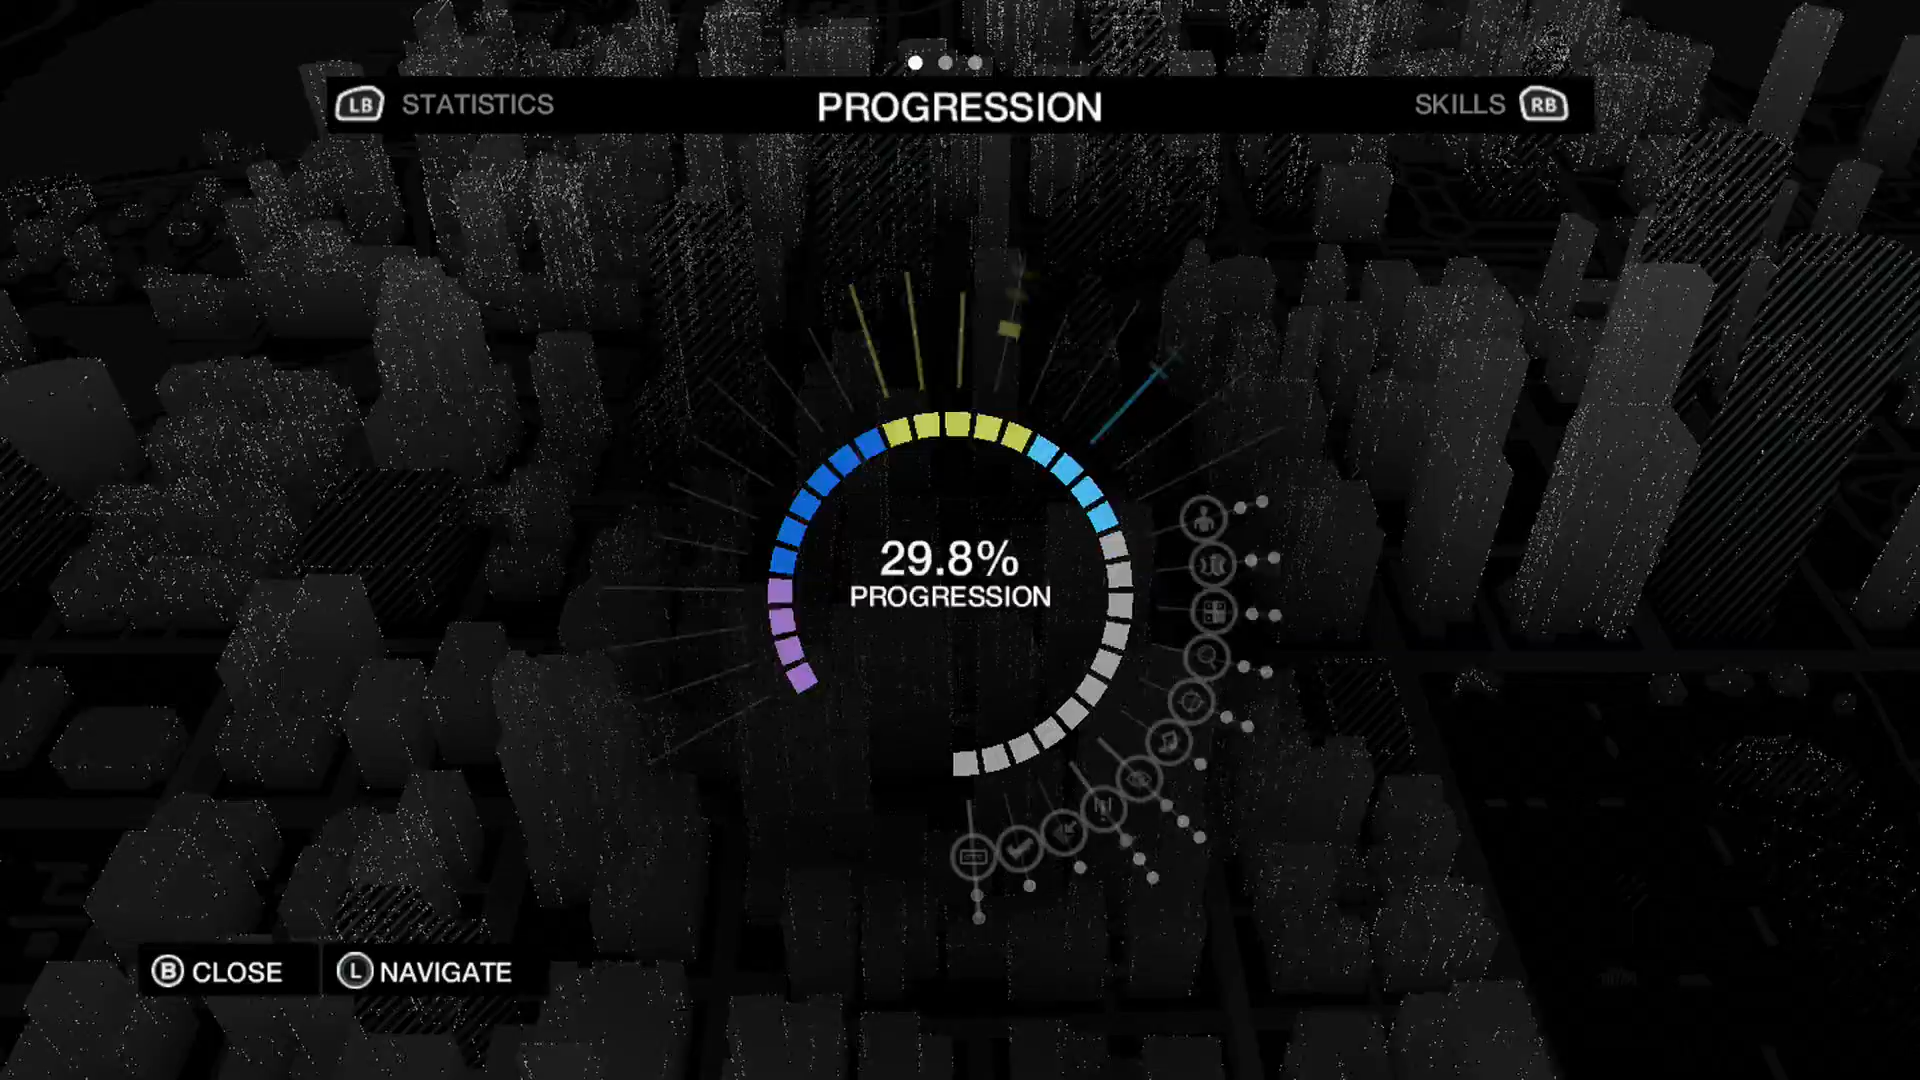 LB STATISTICS
PROGRESSION
SKILLS RB
29.8%
PROGRESSION
B CLOSE
L NAVIGATE